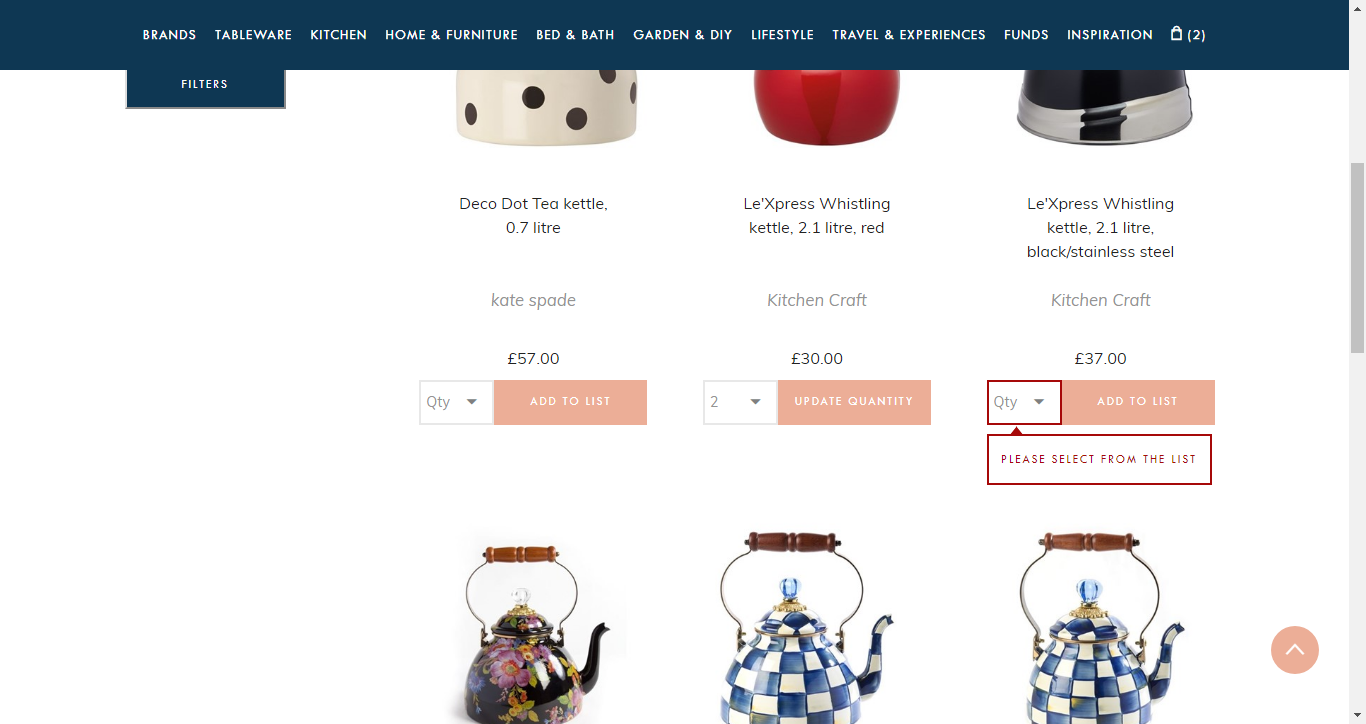 BRANDS TABLEWARE KITCHEN HOME & FURNITURE BED & BATH GARDEN & DIY LIFESTYLE TRAVEL & EXPERIENCES FUNDS INSPIRATION (2)
FILTERS
Deco Dot Tea kettle,
0.7 litre
kate spade
£57.00
Qty ADD TO LIST
Le'Xpress Whistling
kettle, 2.1 litre, red
Kitchen Craft
£30.00
2 UPDATE QUANTITY
Le'Xpress Whistling
kettle, 2.1 litre,
black/stainless steel
Kitchen Craft
£37.00
Qty ADD TO LIST
PLEASE SELECT FROM THE LIST